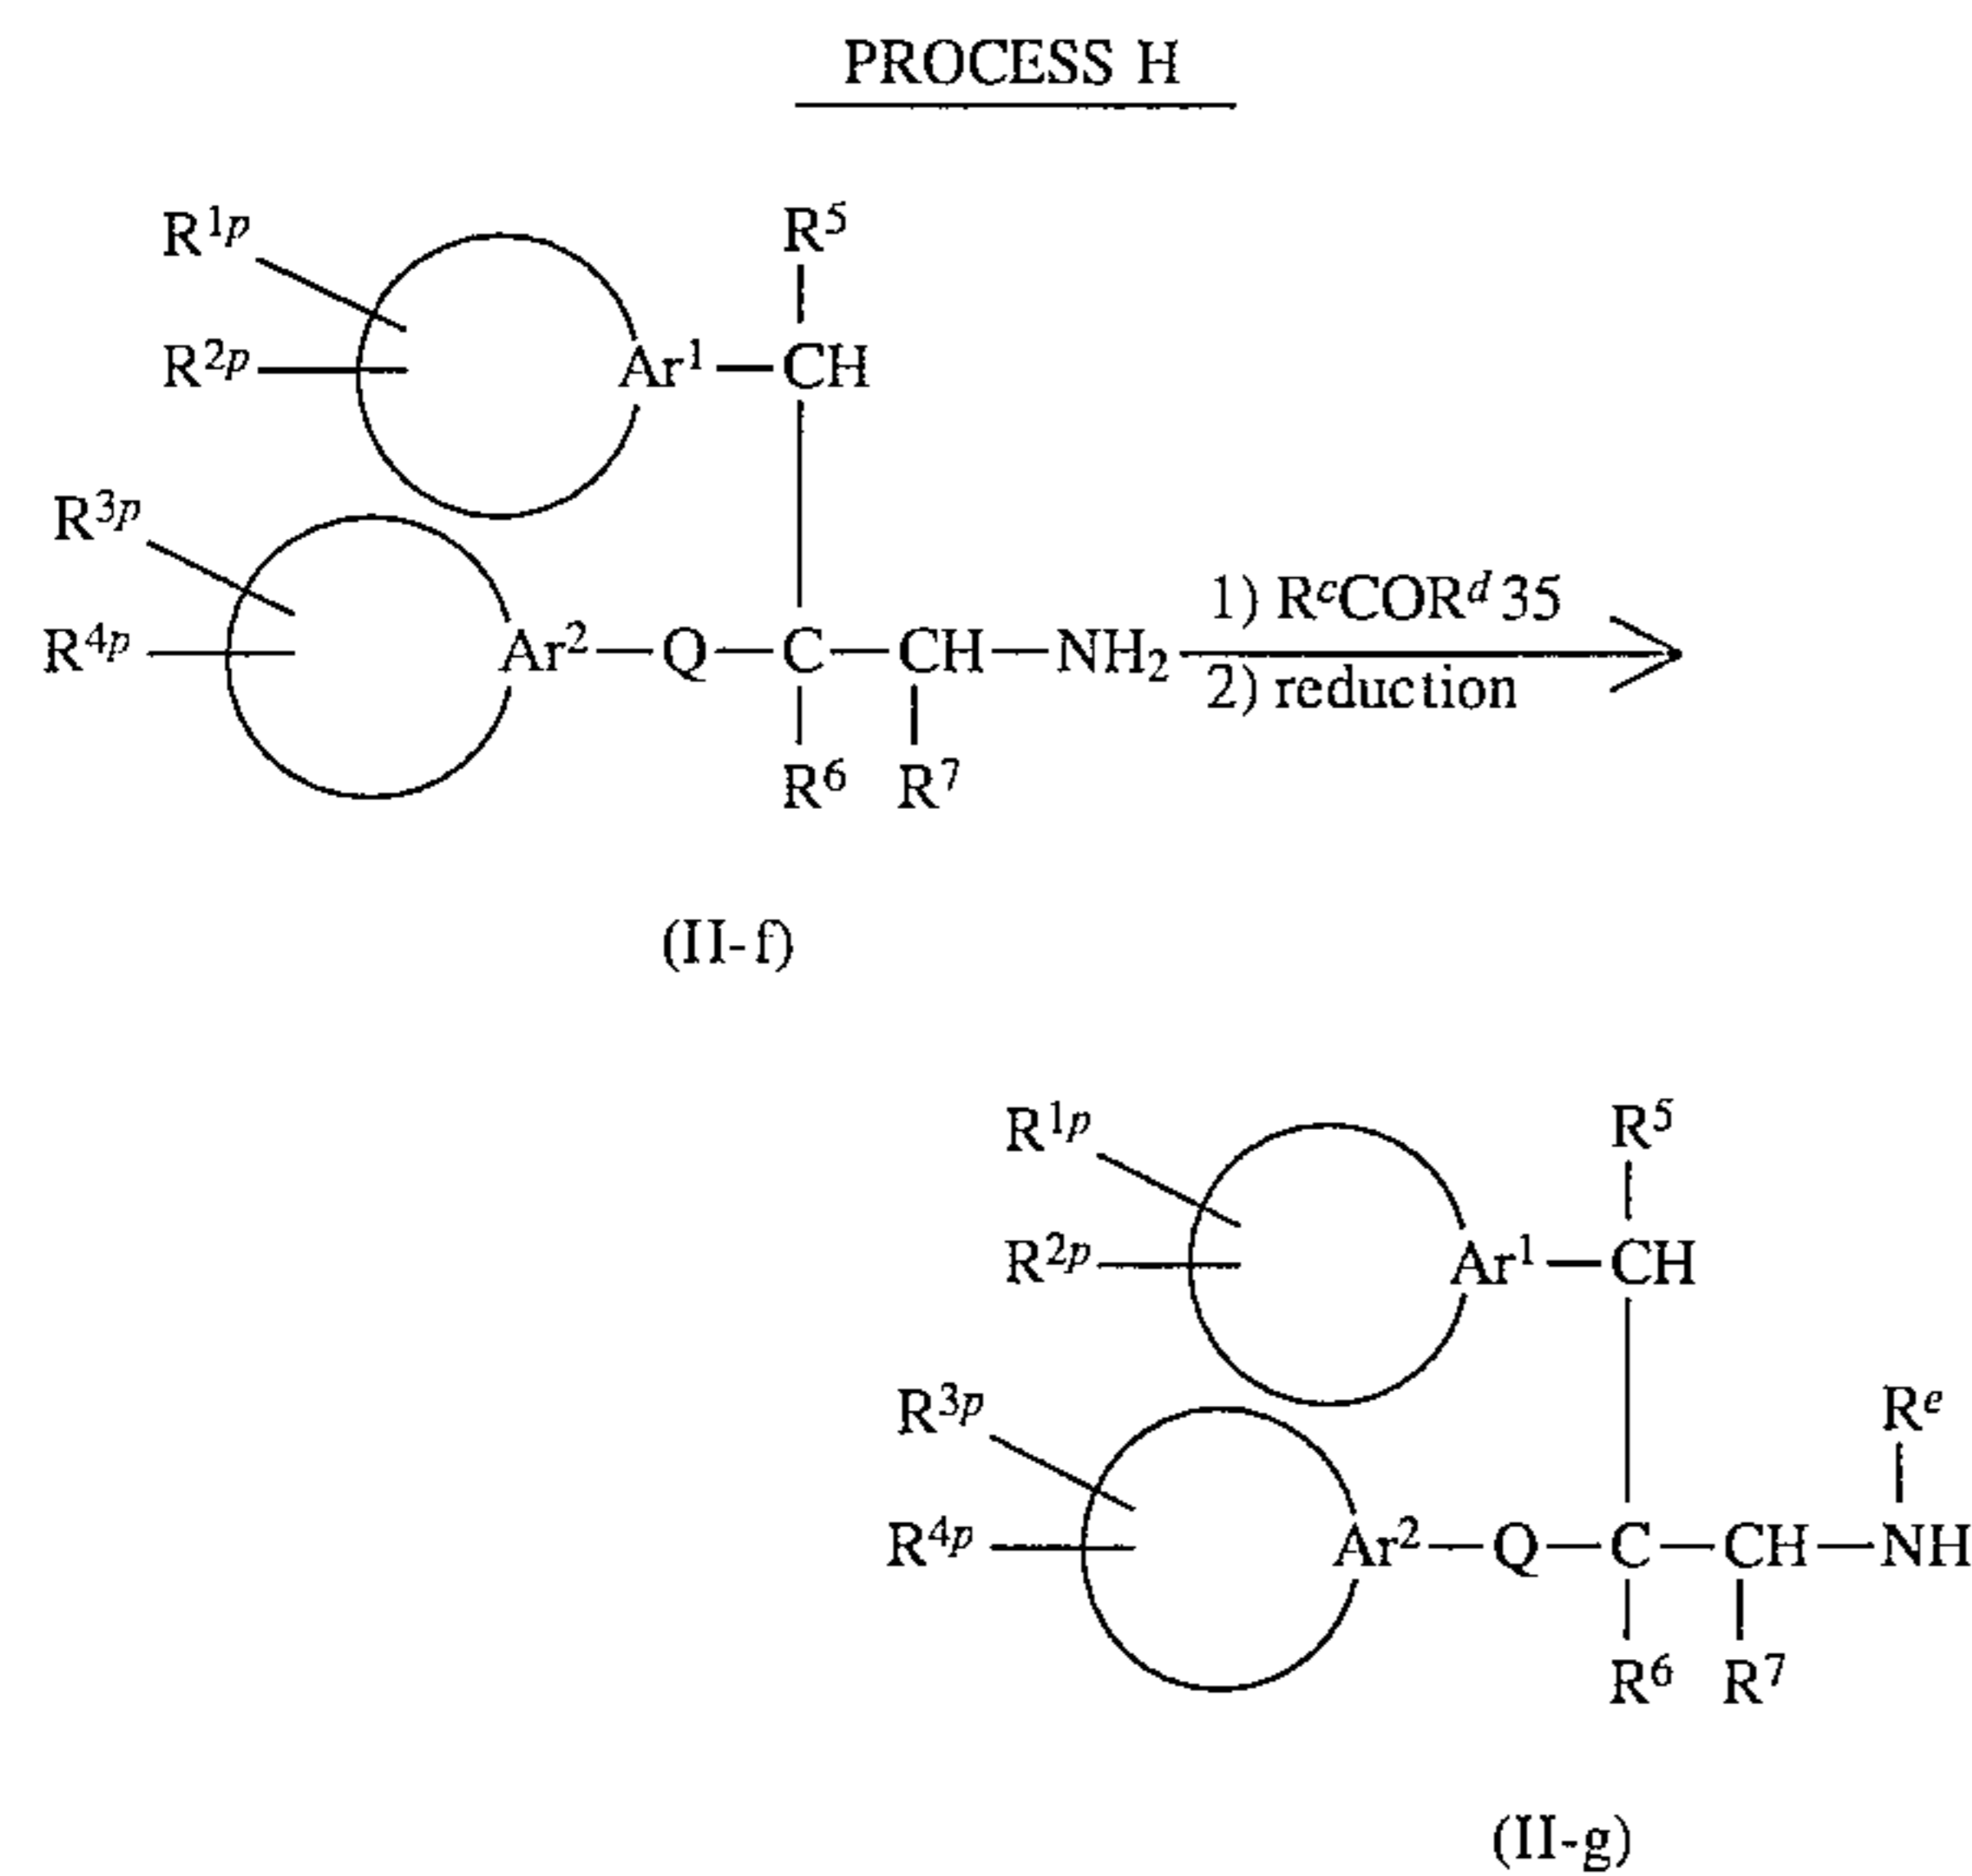 PROCESS H
R1p
R5
R2p
Ar1—CH
R3p
1) RcCORd 35
R4p
Ar2—Q—C—CH—NH2
2) reduction
R6 R7
(II-f)
R1p
R5
R2p
Ar1—CH
R3p
Re
R4p
Ar2—Q—C—CH—NH
R6 R7
(II-g)